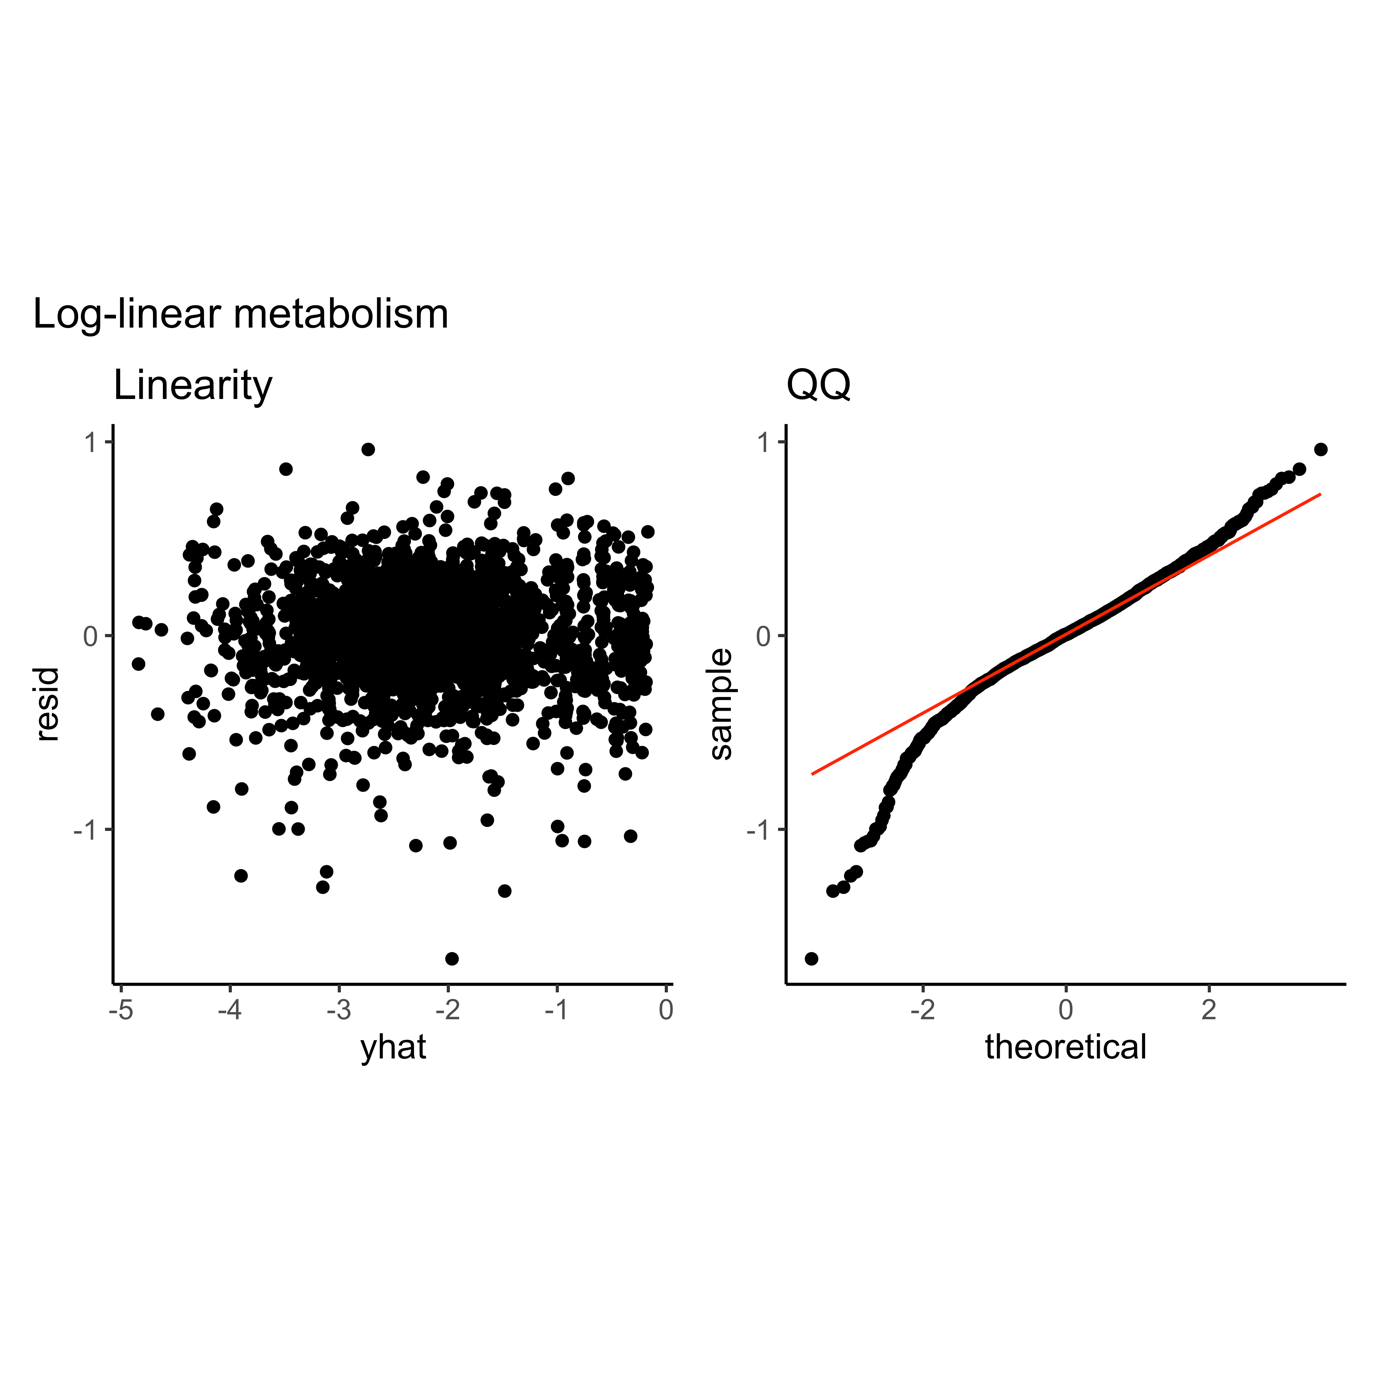 Log-linear metabolism
Linearity
1
0
-1
resid
-5 -4 -3 -2 -1 0
yhat
QQ
1
0
-1
sample
-2 0 2
theoretical